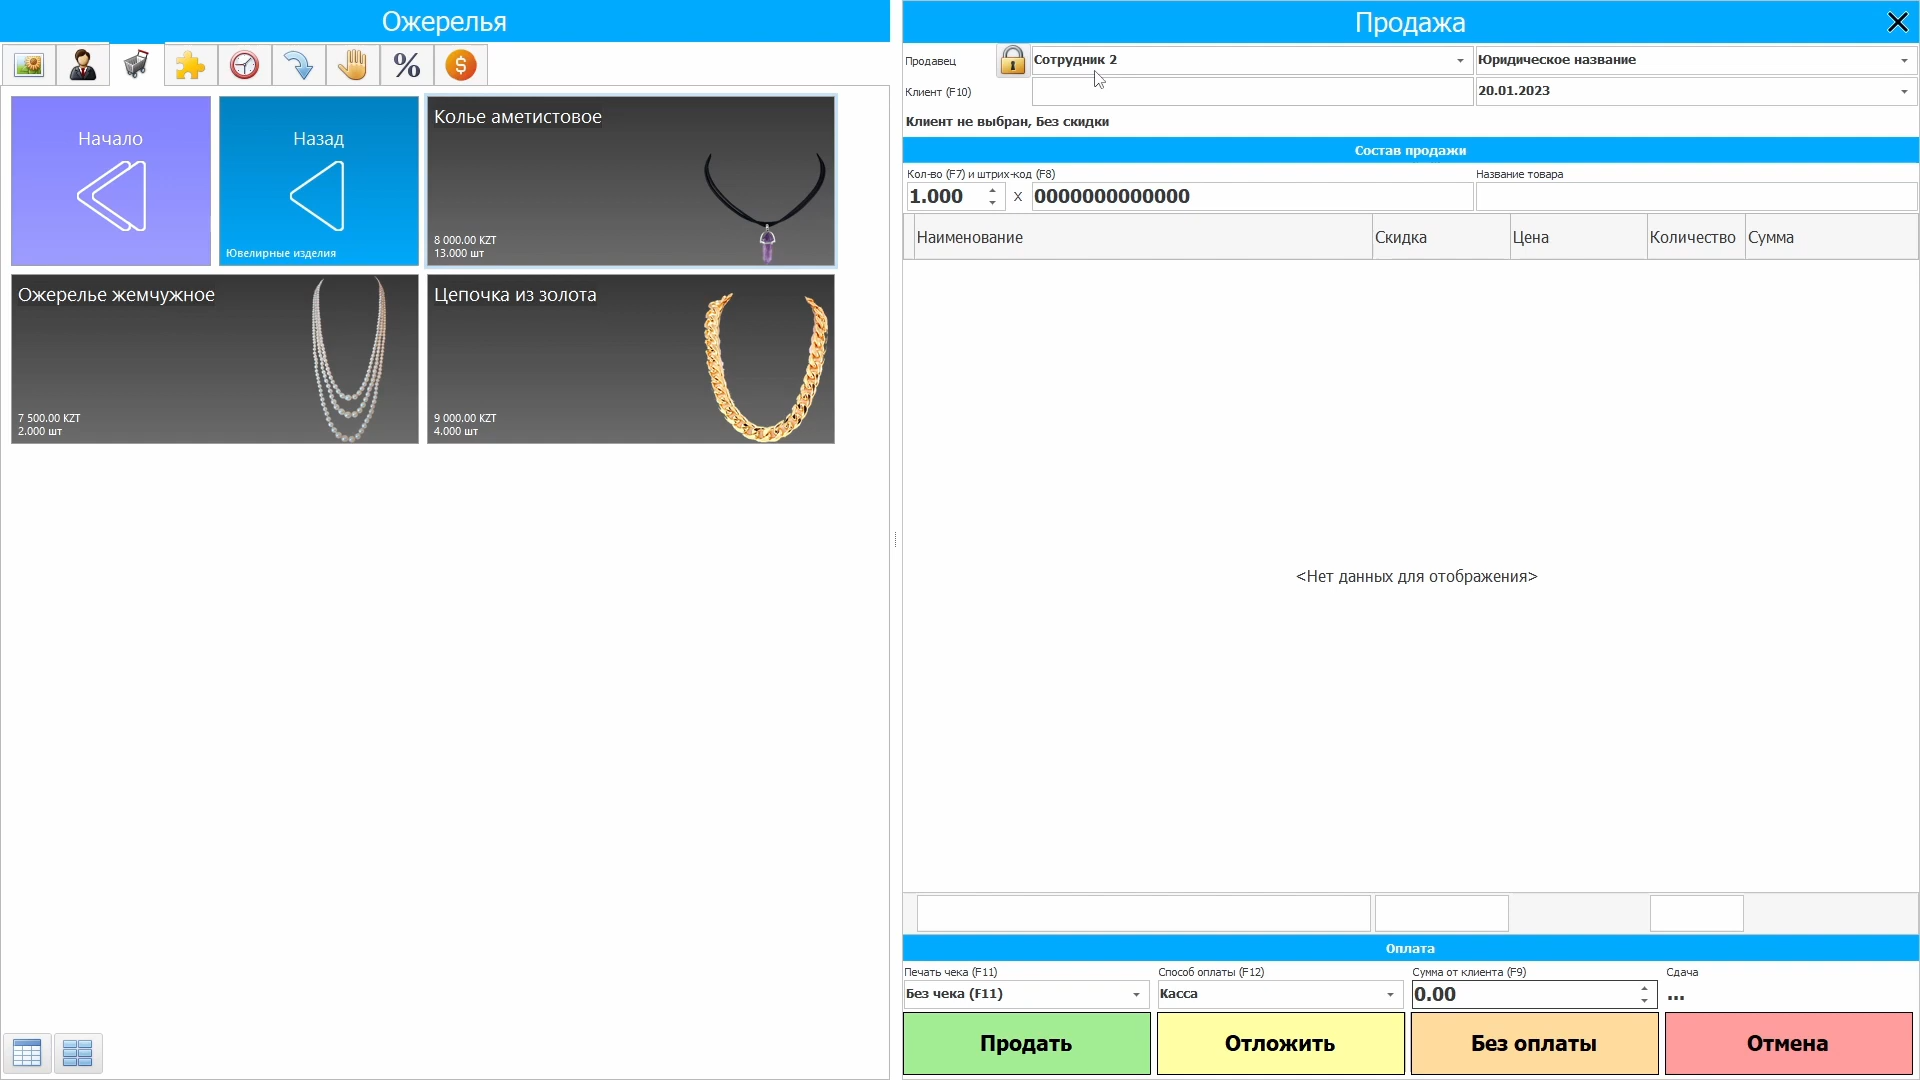 Ожерелья
Начало
Назад
Ювелирные изделия
Колье аметистовое
8 000.00 KZT
13.000 шт
Ожерелье жемчужное
7 500.00 KZT
2.000 шт
Цепочка из золота
9 000.00 KZT
4.000 шт
Продажа
Продавец
Сотрудник 2
Юридическое название
Клиент (F10)
20.01.2023
Клиент не выбран, Без скидки
Состав продажи
Кол-во (F7) и штрих-код (F8)
Название товара
1.000 X 0000000000000
Наименование Скидка Цена Количество Сумма
<Нет данных для отображения>
Оплата
Печать чека (F11) Способ оплаты (F12) Сумма от клиента (F9) Сдача
Без чека (F11) Касса 0.00 ...
Продать Отложить Без оплаты Отмена